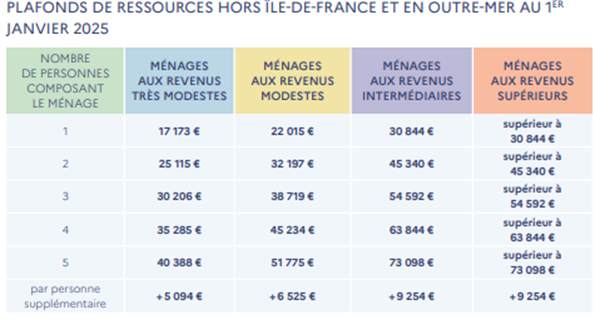 PLAFONDS DE RESSOURCES HORS ÎLE-DE-FRANCE ET EN OUTRE-MER AU 1ER
JANVIER 2025
NOMBRE
DE PERSONNES
COMPOSANT
LE MÉNAGE
MÉNAGES
AUX REVENUS
TRÈS MODESTES
MÉNAGES
AUX REVENUS
MODESTES
MÉNAGES
AUX REVENUS
INTERMÉDIAIRES
MÉNAGES
AUX REVENUS
SUPÉRIEURS
1 17 173 € 22 015 € 30 844 € supérieur à
30 844 €
2 25 115 € 32 197 € 45 340 € supérieur à
45 340 €
3 30 206 € 38 719 € 54 592 € supérieur à
54 592 €
4 35 285 € 45 234 € 63 844 € supérieur à
63 844 €
5 40 388 € 51 775 € 73 098 € supérieur à
73 098 €
par personne
supplémentaire +5 094 € +6 525 € +9 254 € +9 254 €